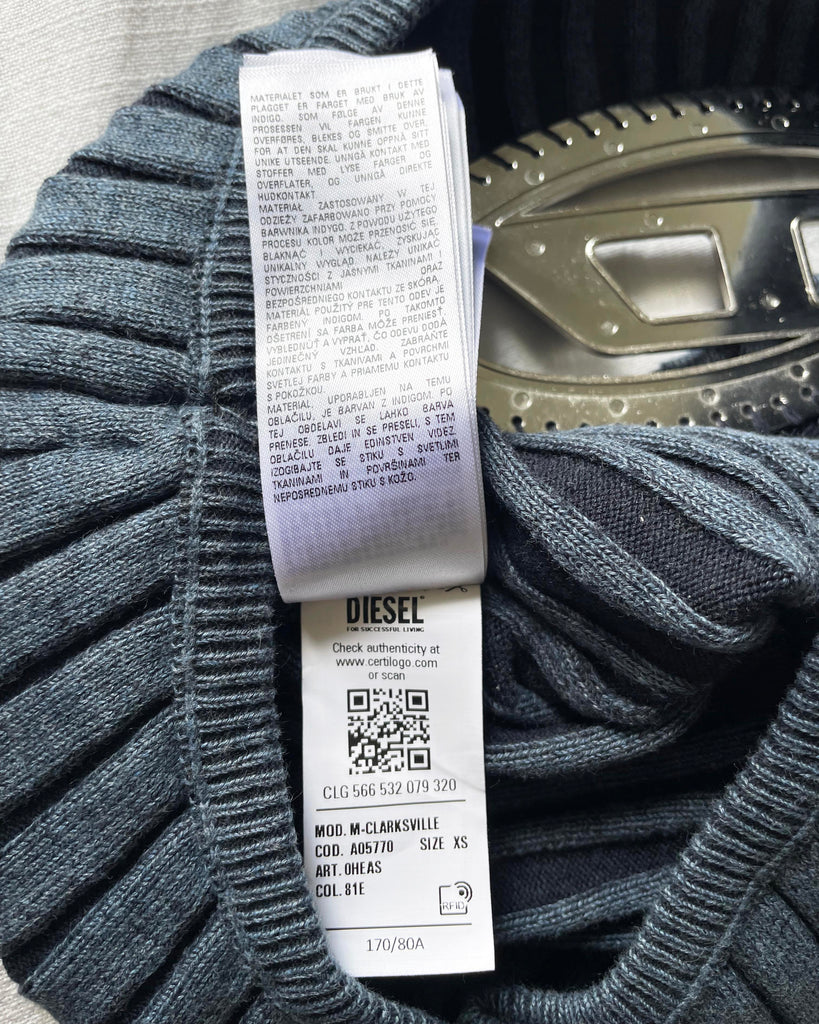 MATERIALET SOM ER BRUKT I DETTE
PLAGGET ER FARGET MED BRUK AV
INDIGO. SOM FØLGE AV DENNE
PROSESSEN VIL FARGEN KUNNE
OVERFØRES, BLEKES OG SMITTE OVER,
FOR AT DEN SKAL KUNNE OPPNÅ SITT
UNIKE UTSEENDE. UNNGÅ KONTAKT MED
STOFFER MED LYSE FARGER OG
OVERFLATER, OG UNNGÅ DIREKTE
HUDKONTAKT
MATERIAŁ ZASTOSOWANY W TEJ
ODZIEŻY ZAFARBOWANO PRZY POMOCY
BARWNIKA INDYGO. Z POWODU UŻYTEGO
PROCESU KOLOR MOŻE PRZENOSIĆ SIĘ,
BLAKNĄĆ I WYCIEKAĆ, ZYSKUJĄC
UNIKALNY WYGLĄD. NALEŻY UNIKAĆ
STYCZNOŚCI Z JASNYMI TKANINAMI I
POWIERZCHNIAMI ORAZ
BEZPOŚREDNIEGO KONTAKTU ZE SKÓRĄ.
MATERIÁL POUŽITÝ PRE TENTO ODEV JE
FARBENÝ INDIGOM. PO TAKOMTO
OŠETRENÍ SA FARBA MÔŽE PRENIESŤ,
VYBLEDNÚŤ A VYPRAŤ, ČO ODEVU DODÁ
JEDINEČNÝ VZHĽAD. ZABRÁŇTE
KONTAKTU S TKANIVAMI A POVRCHMI
SVETLEJ FARBY A PRIAMEMU KONTAKTU
S POKOŽKOU.
MATERIAL, UPORABLJEN NA TEMU
OBLAČILU, JE BARVAN Z INDIGOM. PO
TEJ OBDELAVI SE LAHKO BARVA
PRENESE, ZBLEDI IN SE PRESELI, S TEM
OBLAČILU DAJE EDINSTVEN VIDEZ.
IZOGIBAJTE SE STIKU S SVETLIMI
TKANINAMI IN POVRŠINAMI TER
NEPOSREDNEMU STIKU S KOŽO.
DIESEL®
FOR SUCCESSFUL LIVING
Check authenticity at
www.certilogo.com
or scan
CLG 566 532 079 320
MOD. M-CLARKSVILLE
COD. A05770 SIZE XS
ART. 0HEAS
COL. 81E
RFID
170/80A